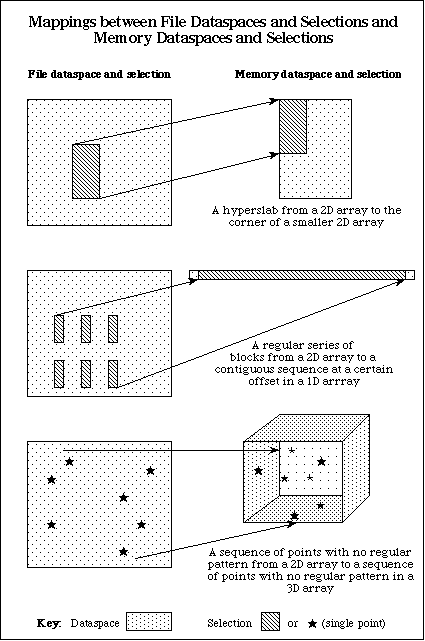 Mappings between File Dataspaces and Selections and
Memory Dataspaces and Selections
File dataspace and selection
Memory dataspace and selection
A hyperslab from a 2D array to the
corner of a smaller 2D array
A regular series of
blocks from a 2D array to a
contiguous sequence at a certain
offset in a 1D arrray
A sequence of points with no regular
pattern from a 2D array to a sequence
of points with no regular pattern in a
3D array
Key: Dataspace Selection or (single point)